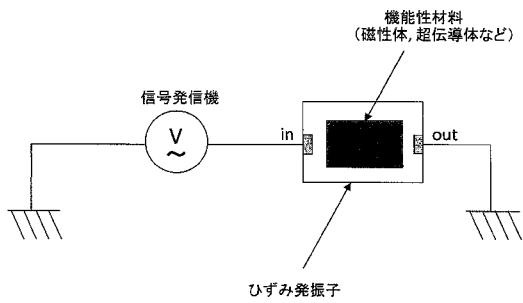 機能性材料
(磁性体, 超伝導体など)
信号発信機
V
~
in
out
ひずみ発振子